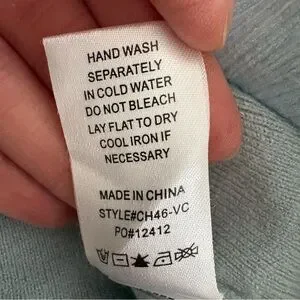 HAND WASH
SEPARATELY
IN COLD WATER
DO NOT BLEACH
LAY FLAT TO DRY
COOL IRON IF
NECESSARY
MADE IN CHINA
STYLE#CH46-VC
PO#12412